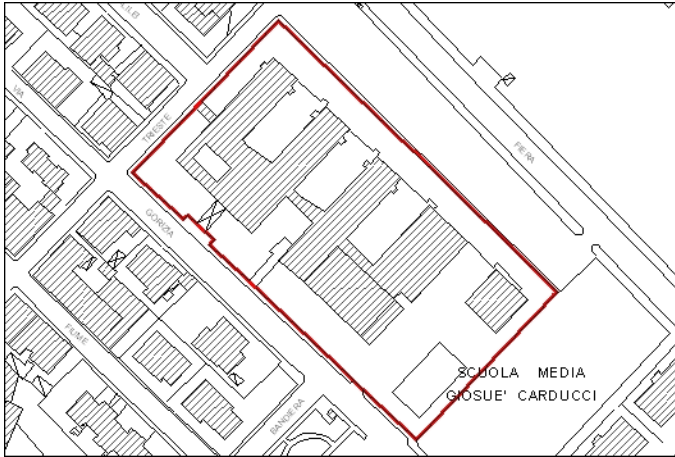 VIA
TRIESTE
FIERA
GORIZIA
FIUME
BANDIERA
SCUOLA MEDIA
GIOSUE' CARDUCCI